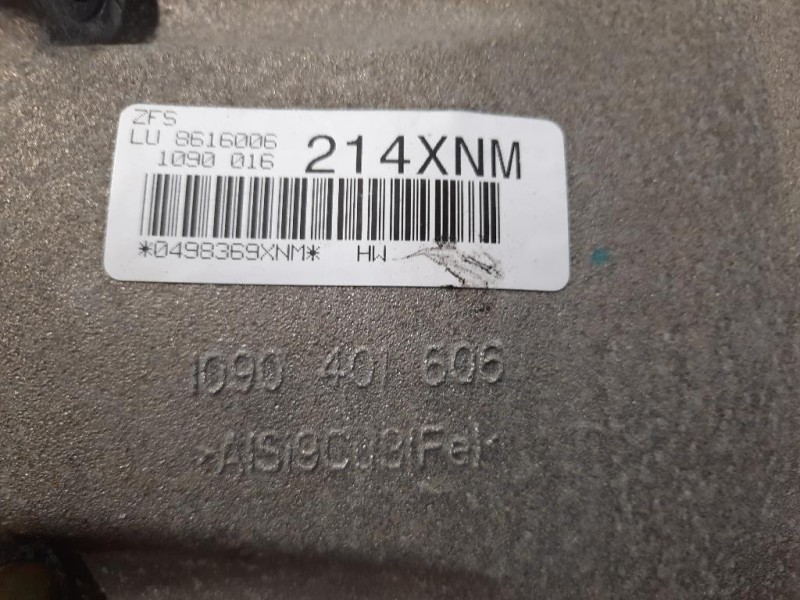 ZFS
LU 8616006
1090 016
214XNM
*0498369XNM* HW
1090 401 606
>AlSi9Cu3(Fe)<